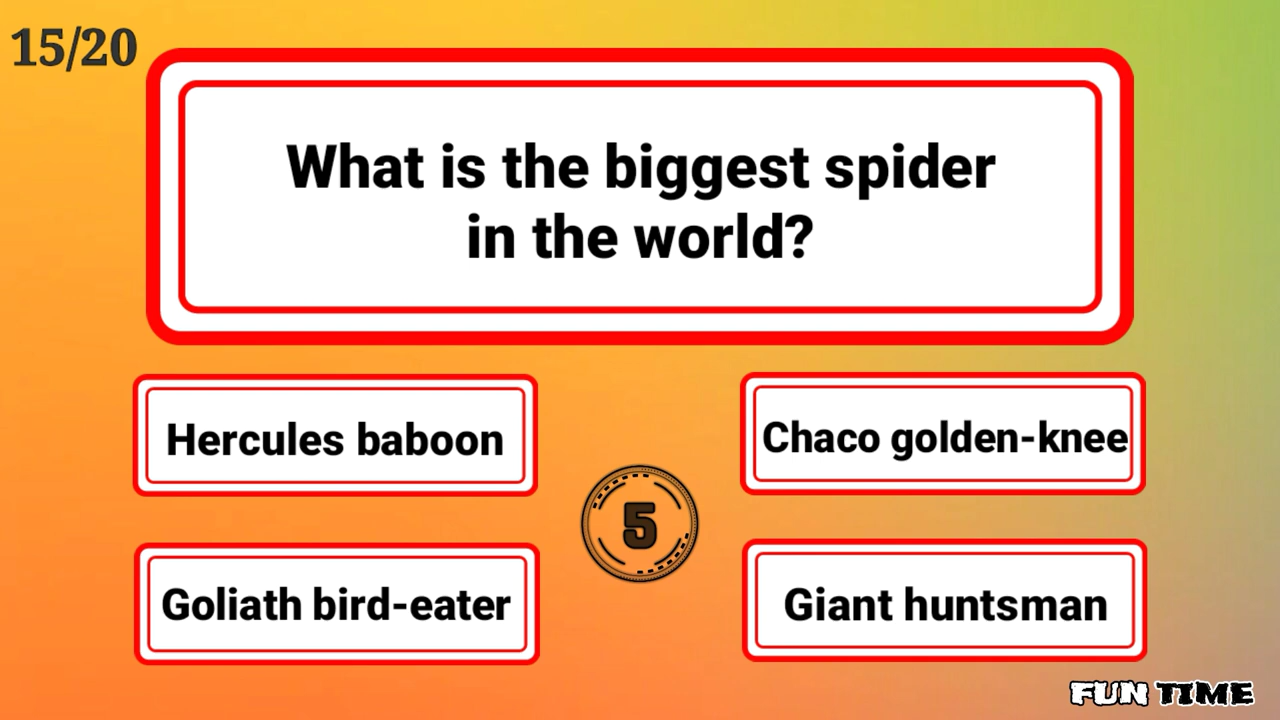 15/20
What is the biggest spider
in the world?
Hercules baboon
Chaco golden-knee
5
Goliath bird-eater
Giant huntsman
FUN TIME